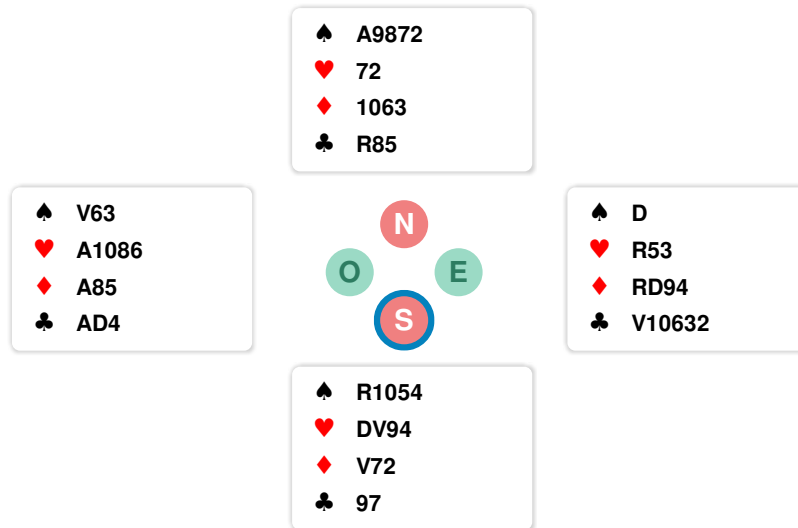 ♠ A9872
♥ 72
♦ 1063
♣ R85
♠ V63
♥ A1086
♦ A85
♣ AD4
N
O
E
S
♠ D
♥ R53
♦ RD94
♣ V10632
♠ R1054
♥ DV94
♦ V72
♣ 97